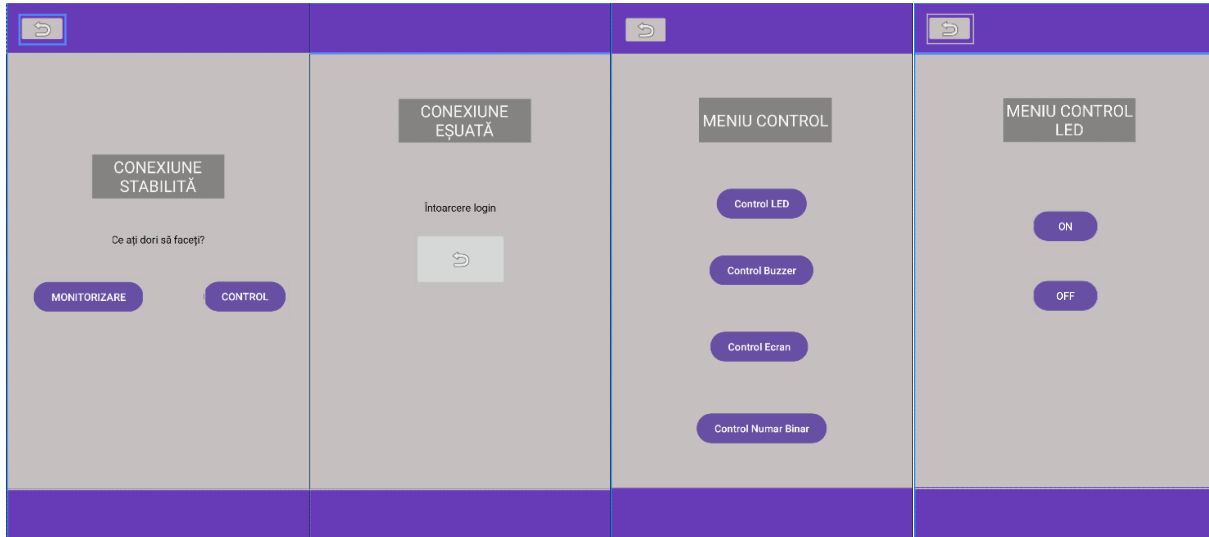 CONEXIUNE
STABILITĂ
Ce ați dori să faceți?
MONITORIZARE
CONTROL
CONEXIUNE
EȘUATĂ
Întoarcere login
MENIU CONTROL
Control LED
Control Buzzer
Control Ecran
Control Numar Binar
MENIU CONTROL
LED
ON
OFF